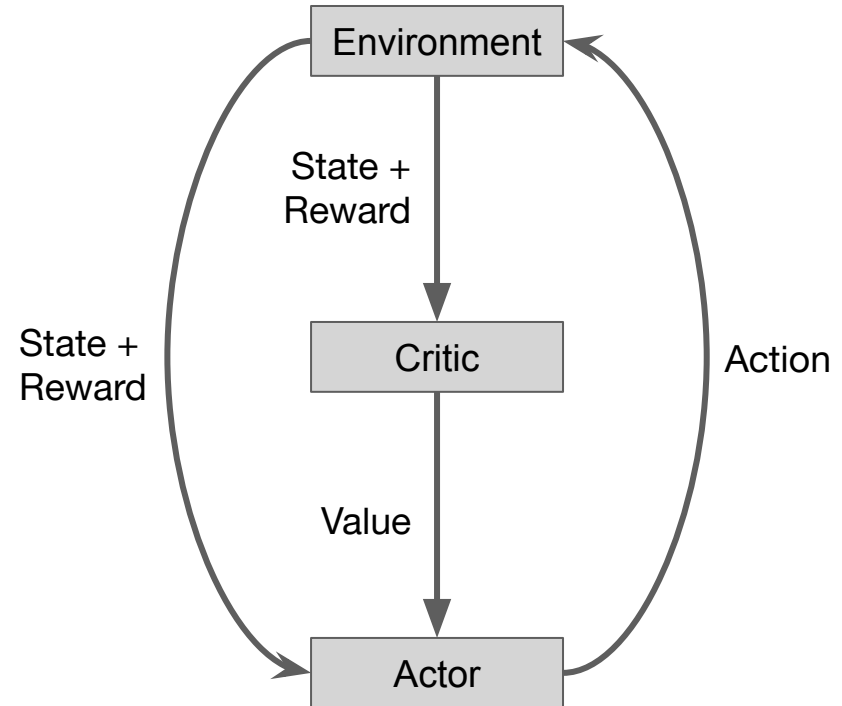 Environment
State +
Reward
State +
Reward
Critic
Action
Value
Actor